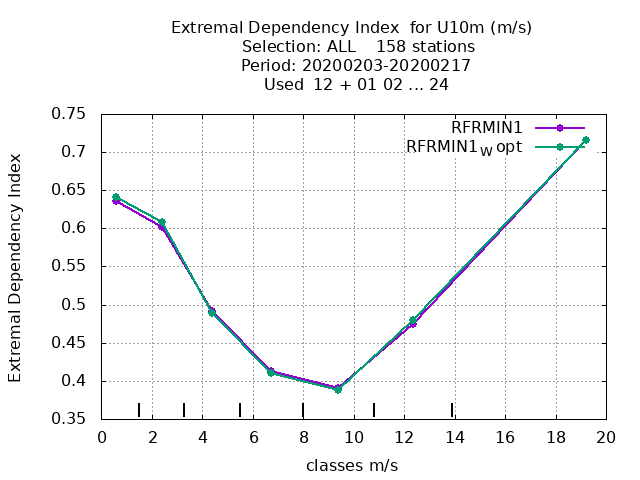 Extremal Dependency Index  for U10m (m/s)
Selection: ALL    158 stations
Period: 20200203-20200217
Used  12 + 01 02 ... 24
RFRMIN1
RFRMIN1W opt
Extremal Dependency Index
0.75
0.7
0.65
0.6
0.55
0.5
0.45
0.4
0.35
0 2 4 6 8 10 12 14 16 18 20
classes m/s